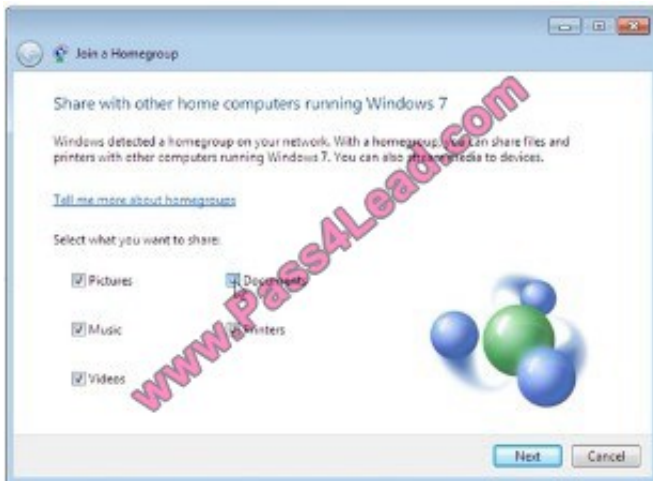 Join a Homegroup
Share with other home computers running Windows 7
Windows detected a homegroup on your network. With a homegroup, you can share files and
printers with other computers running Windows 7. You can also stream media to devices.
Tell me more about homegroups
Select what you want to share:
Pictures
Documents
Music
Printers
Videos
www.Pass4Lead.com
Next
Cancel